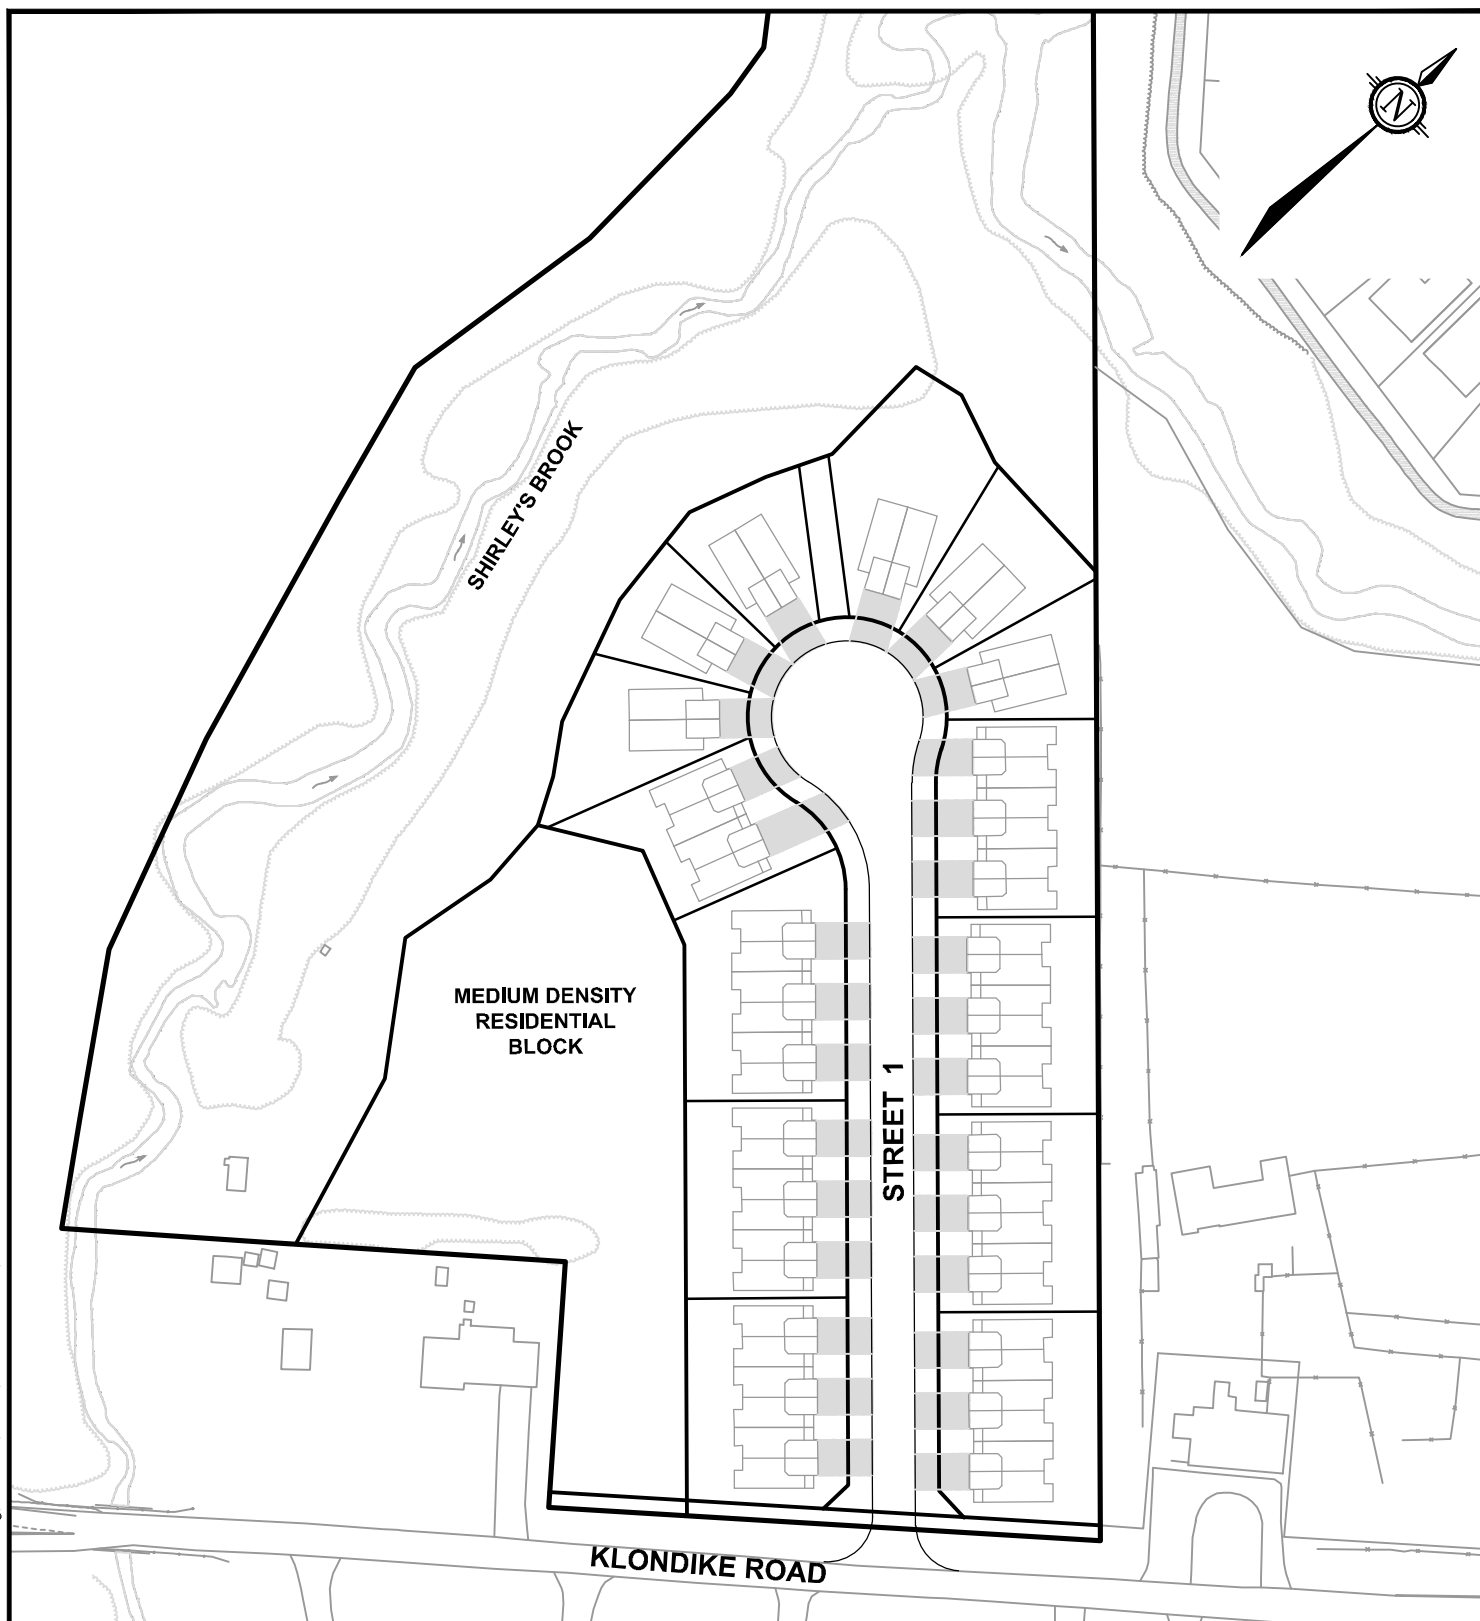 N
SHIRLEY'S BROOK
MEDIUM DENSITY
RESIDENTIAL
BLOCK
STREET 1
KLONDIKE ROAD